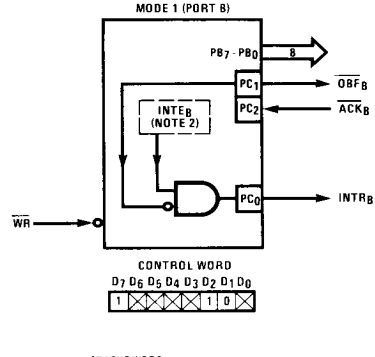 MODE 1 (PORT B)
PB7 - PB0
8
PC1
OBFB
INTEB
(NOTE 2)
PC2
ACKB
PC0
INTRB
WR
CONTROL WORD
D7 D6 D5 D4 D3 D2 D1 D0
1 1 0